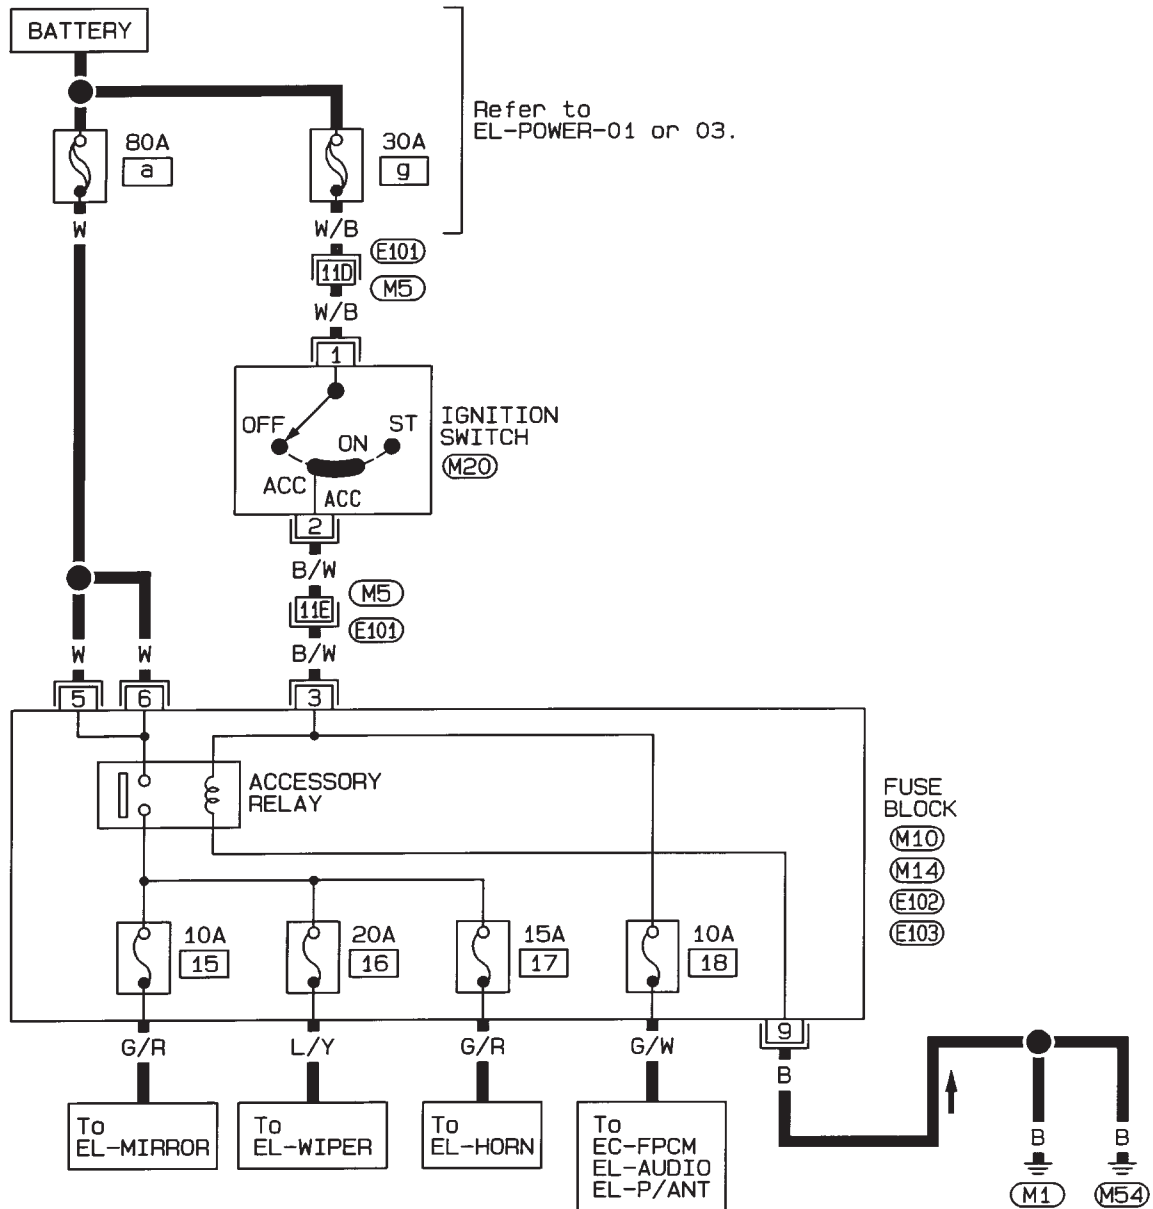 BATTERY
Refer to
EL-POWER-01 or 03.
80A
a
30A
g
W
W/B
E101
11D
M5
W/B
1
OFF
ST
ON
ACC
ACC
IGNITION
SWITCH
M20
2
B/W
M5
11E
E101
B/W
W
W
5
6
3
ACCESSORY
RELAY
FUSE
BLOCK
M10
M14
E102
E103
10A
15
20A
16
15A
17
10A
18
9
G/R
L/Y
G/R
G/W
B
To
EL-MIRROR
To
EL-WIPER
To
EL-HORN
To
EC-FPCM
EL-AUDIO
EL-P/ANT
B
B
M1
M54